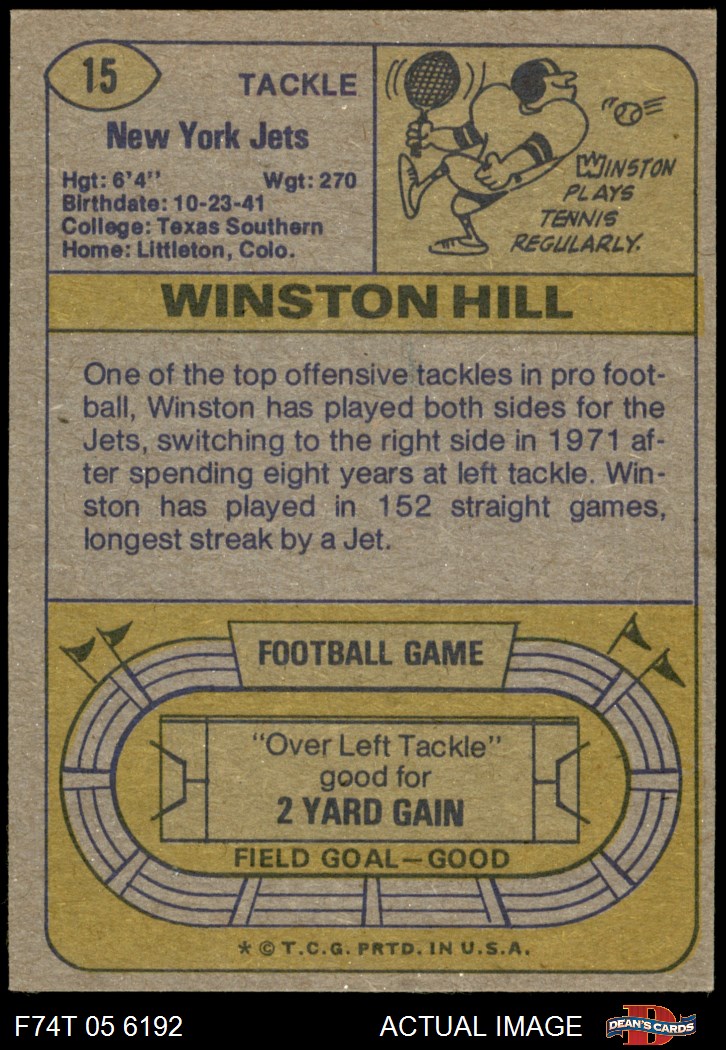 15
TACKLE
New York Jets
Hgt: 6'4" Wgt: 270
Birthdate: 10-23-41
College: Texas Southern
Home: Littleton, Colo.
WINSTON
PLAYS
TENNIS
REGULARLY.
WINSTON HILL
One of the top offensive tackles in pro foot-
ball, Winston has played both sides for the
Jets, switching to the right side in 1971 af-
ter spending eight years at left tackle. Win-
ston has played in 152 straight games,
longest streak by a Jet.
FOOTBALL GAME
"Over Left Tackle"
good for
2 YARD GAIN
FIELD GOAL—GOOD
* © T.C.G. PRTD. IN U.S.A.
F74T 05 6192 ACTUAL IMAGE D DEAN'S CARDS